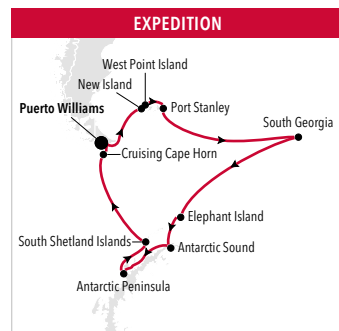 EXPEDITION
West Point Island
New Island
Puerto Williams
Port Stanley
South Georgia
Cruising Cape Horn
Elephant Island
South Shetland Islands
Antarctic Sound
Antarctic Peninsula